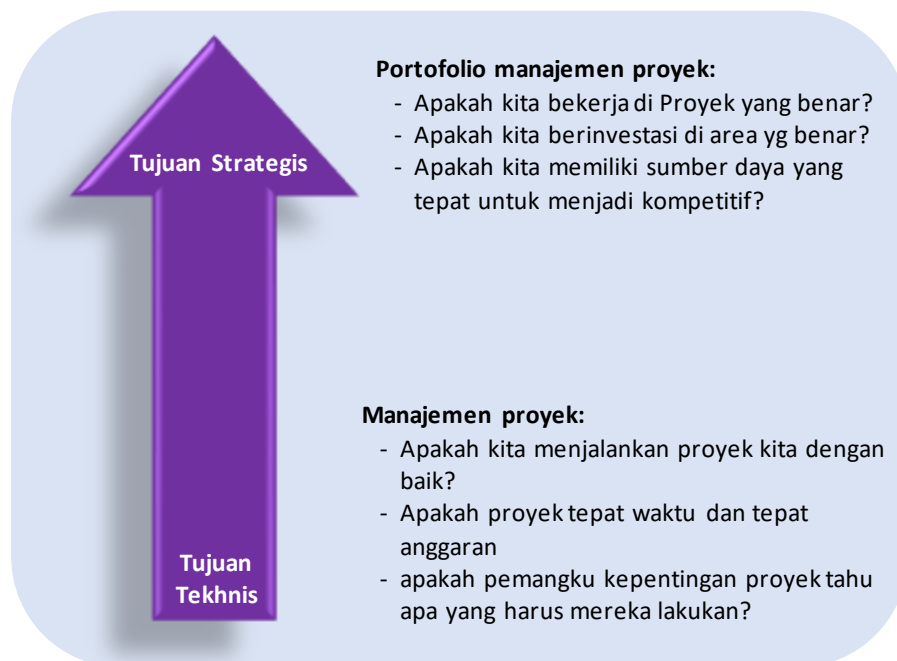 Portofolio manajemen proyek:
- Apakah kita bekerja di Proyek yang benar?
- Apakah kita berinvestasi di area yg benar?
- Apakah kita memiliki sumber daya yang
tepat untuk menjadi kompetitif?
Tujuan Strategis
Manajemen proyek:
- Apakah kita menjalankan proyek kita dengan
baik?
- Apakah proyek tepat waktu dan tepat
anggaran
- apakah pemangku kepentingan proyek tahu
apa yang harus mereka lakukan?
Tujuan
Tekhnis